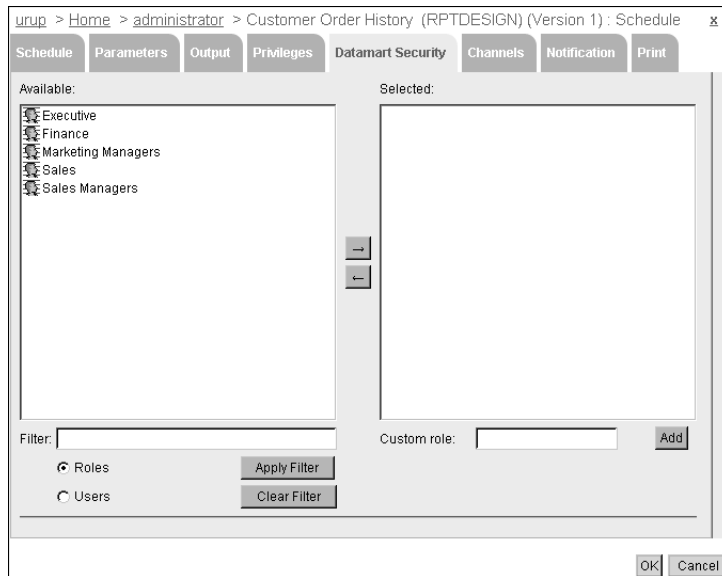 urup > Home > administrator > Customer Order History (RPTDESIGN) (Version 1) : Schedule x
Schedule Parameters Output Privileges Datamart Security Channels Notification Print
Available: Selected:
Executive
Finance
Marketing Managers
Sales
Sales Managers
→
←
Filter: Custom role: Add
Roles Apply Filter
Users Clear Filter
OK Cancel